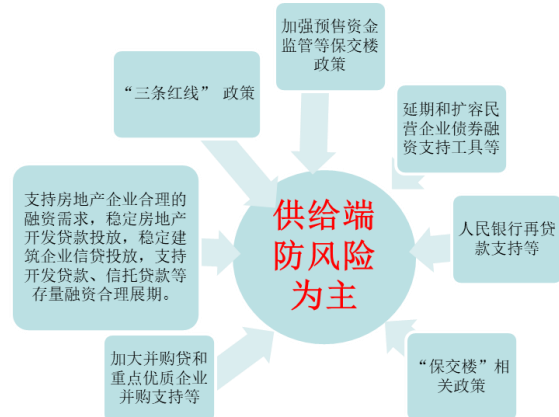 加强预售资金
监管等保交楼
政策
“三条红线” 政策
延期和扩容民
营企业债券融
资支持工具等
支持房地产企业合理的
融资需求，稳定房地产
开发贷款投放，稳定建
筑企业信贷投放，支持
开发贷款、信托贷款等
存量融资合理展期。
供给端
防风险
为主
人民银行再贷
款支持等
加大并购贷和
重点优质企业
并购支持等
“保交楼”相
关政策